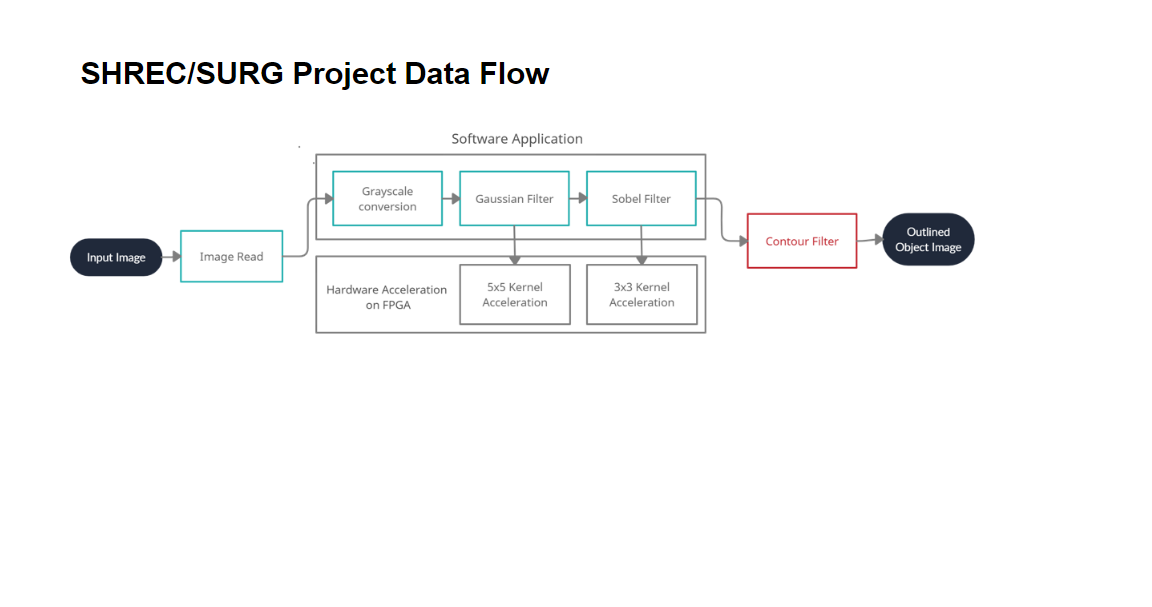 SHREC/SURG Project Data Flow
Software Application
Grayscale
conversion
Gaussian Filter
Sobel Filter
Input Image
Image Read
Contour Filter
Outlined
Object Image
Hardware Acceleration
on FPGA
5x5 Kernel
Acceleration
3x3 Kernel
Acceleration